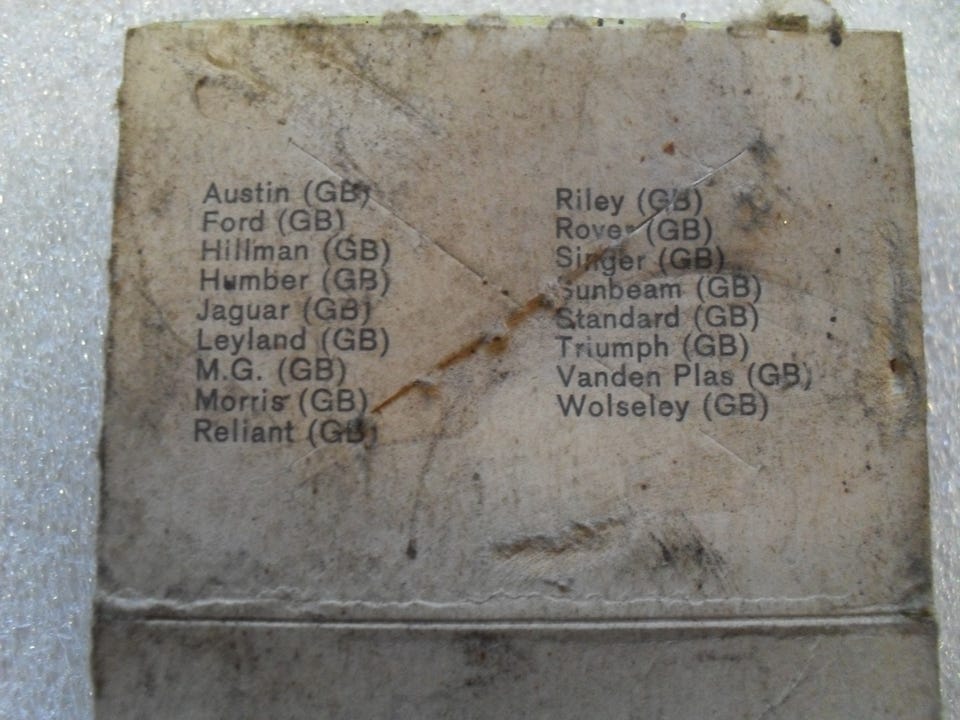 Austin (GB)
Ford (GB)
Hillman (GB)
Humber (GB)
Jaguar (GB)
Leyland (GB)
M.G. (GB)
Morris (GB)
Reliant (GB)
Riley (GB)
Rover (GB)
Singer (GB)
Sunbeam (GB)
Standard (GB)
Triumph (GB)
Vanden Plas (GB)
Wolseley (GB)